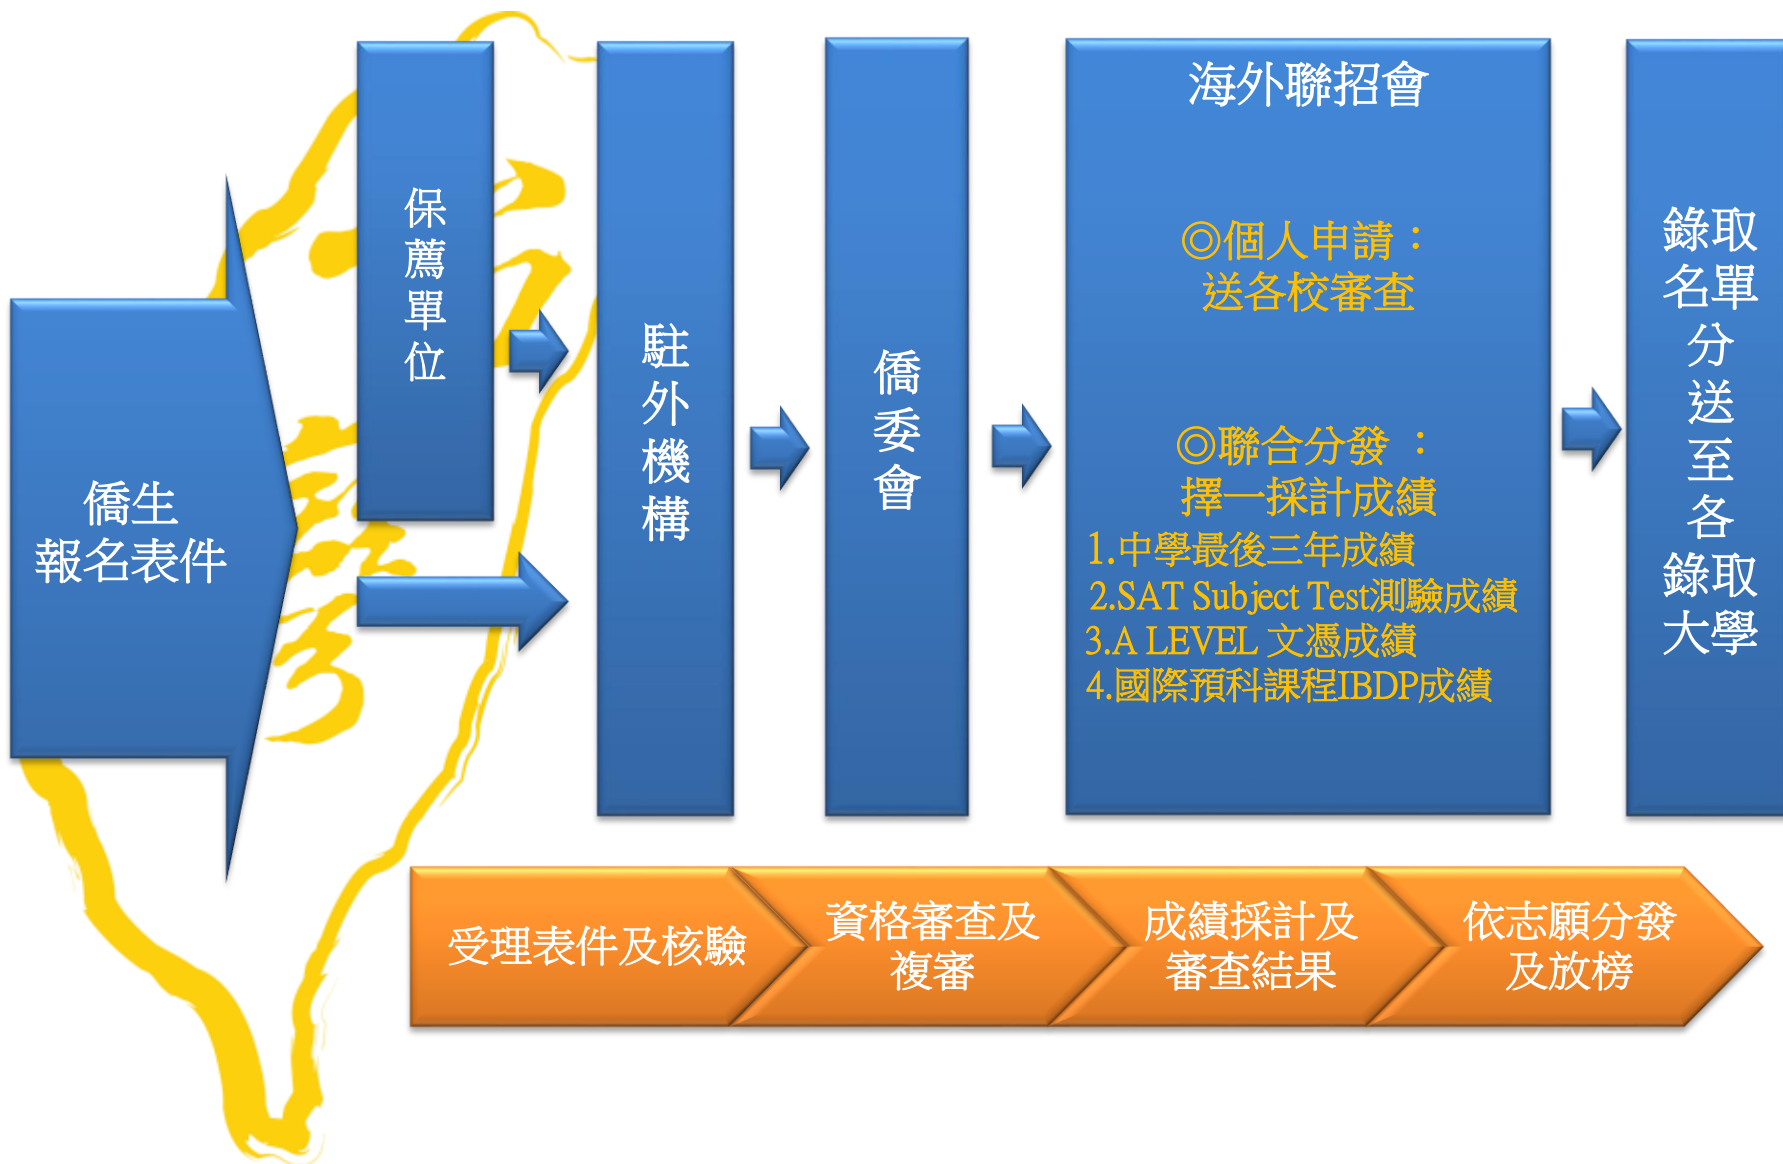 僑生
報名表件
保薦單位
駐外機構
僑委會
海外聯招會
◎個人申請：
送各校審查
◎聯合分發 ：
擇一採計成績
1.中學最後三年成績
2.SAT Subject Test測驗成績
3.A LEVEL 文憑成績
4.國際預科課程IBDP成績
錄取
名單
分
送
至
各
錄取
大學
受理表件及核驗
資格審查及
複審
成績採計及
審查結果
依志願分發
及放榜